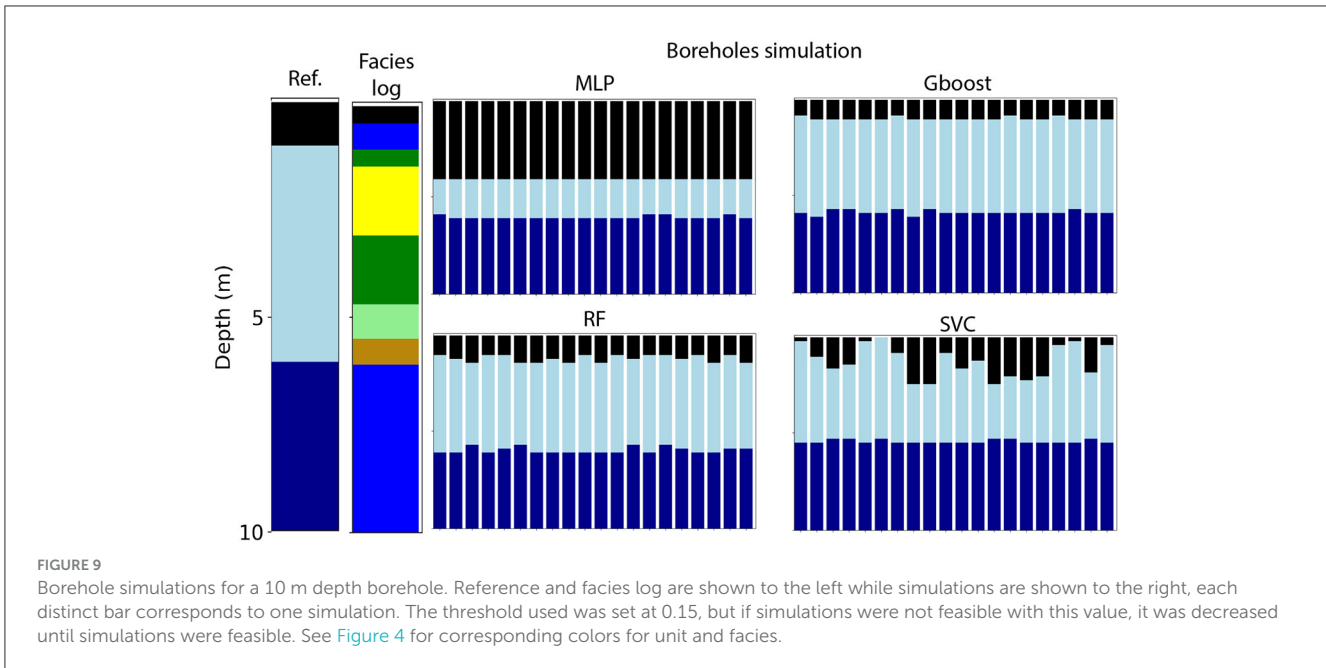 Boreholes simulation
Ref.
Facies
log
MLP
Gboost
RF
SVC
Depth (m)
5
10
FIGURE 9
Borehole simulations for a 10 m depth borehole. Reference and facies log are shown to the left while simulations are shown to the right, each
distinct bar corresponds to one simulation. The threshold used was set at 0.15, but if simulations were not feasible with this value, it was decreased
until simulations were feasible. See Figure 4 for corresponding colors for unit and facies.